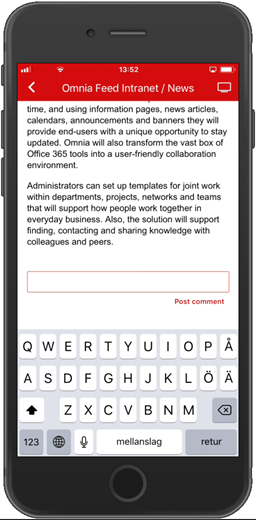 13:52
Omnia Feed Intranet / News
time, and using information pages, news articles,
calendars, announcements and banners they will
provide end-users with a unique opportunity to stay
updated. Omnia will also transform the vast box of
Office 365 tools into a user-friendly collaboration
environment.
Administrators can set up templates for joint work
within departments, projects, networks and teams
that will support how people work together in
everyday business. Also, the solution will support
finding, contacting and sharing knowledge with
colleagues and peers.
Post comment
Q W E R T Y U I O P Å
A S D F G H J K L Ö Ä
Z X C V B N M
123 mellanslag retur